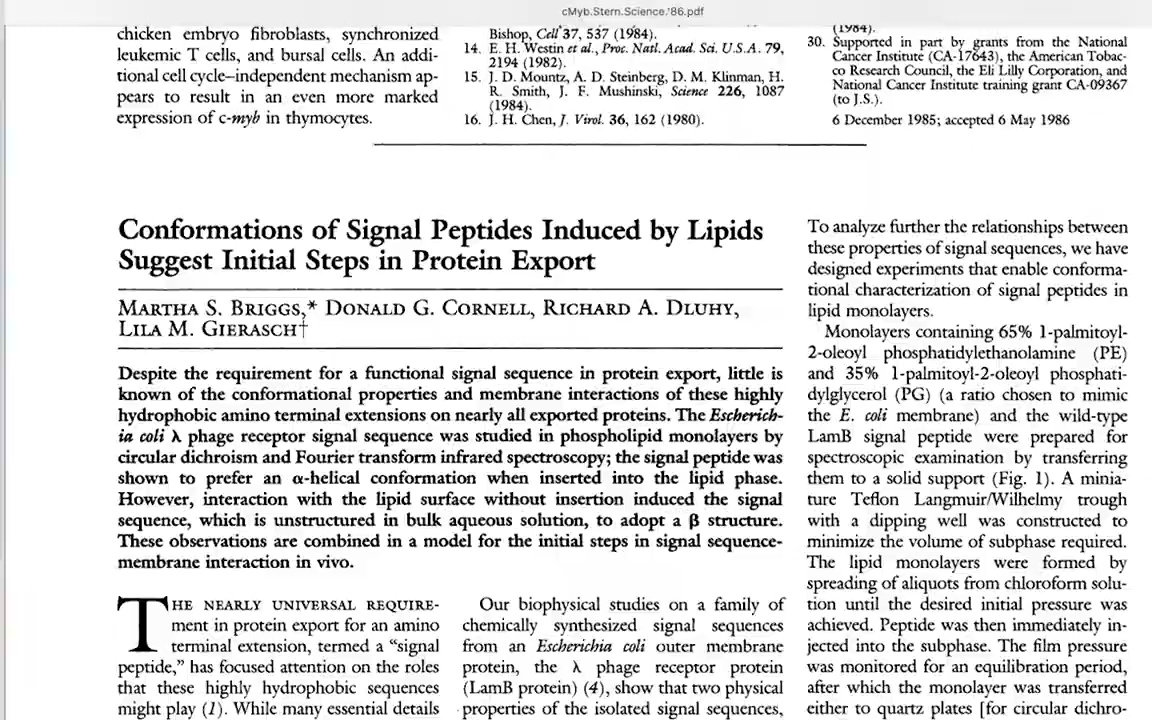 cMyb.Stern.Science.'86.pdf
chicken embryo fibroblasts, synchronized
leukemic T cells, and bursal cells. An addi-
tional cell cycle–independent mechanism ap-
pears to result in an even more marked
expression of c-myb in thymocytes.
Bishop, Cell 37, 537 (1984).
14. E. H. Westin et al., Proc. Natl. Acad. Sci. U.S.A. 79,
2194 (1982).
15. J. D. Mountz, A. D. Steinberg, D. M. Klinman, H.
R. Smith, J. F. Mushinski, Science 226, 1087
(1984).
16. J. H. Chen, J. Virol. 36, 162 (1980).
(1984).
30. Supported in part by grants from the National
Cancer Institute (CA-17643), the American Tobac-
co Research Council, the Eli Lilly Corporation, and
National Cancer Institute training grant CA-09367
(to J.S.).
6 December 1985; accepted 6 May 1986
Conformations of Signal Peptides Induced by Lipids
Suggest Initial Steps in Protein Export
MARTHA S. BRIGGS,* DONALD G. CORNELL, RICHARD A. DLUHY,
LILA M. GIERASCH†
Despite the requirement for a functional signal sequence in protein export, little is
known of the conformational properties and membrane interactions of these highly
hydrophobic amino terminal extensions on nearly all exported proteins. The Escherich-
ia coli λ phage receptor signal sequence was studied in phospholipid monolayers by
circular dichroism and Fourier transform infrared spectroscopy; the signal peptide was
shown to prefer an α-helical conformation when inserted into the lipid phase.
However, interaction with the lipid surface without insertion induced the signal
sequence, which is unstructured in bulk aqueous solution, to adopt a β structure.
These observations are combined in a model for the initial steps in signal sequence-
membrane interaction in vivo.
THE NEARLY UNIVERSAL REQUIRE-
ment in protein export for an amino
terminal extension, termed a “signal
peptide,” has focused attention on the roles
that these highly hydrophobic sequences
might play (1). While many essential details
Our biophysical studies on a family of
chemically synthesized signal sequences
from an Escherichia coli outer membrane
protein, the λ phage receptor protein
(LamB protein) (4), show that two physical
properties of the isolated signal sequences,
To analyze further the relationships between
these properties of signal sequences, we have
designed experiments that enable conforma-
tional characterization of signal peptides in
lipid monolayers.
Monolayers containing 65% 1-palmitoyl-
2-oleoyl phosphatidylethanolamine (PE)
and 35% 1-palmitoyl-2-oleoyl phosphati-
dylglycerol (PG) (a ratio chosen to mimic
the E. coli membrane) and the wild-type
LamB signal peptide were prepared for
spectroscopic examination by transferring
them to a solid support (Fig. 1). A minia-
ture Teflon Langmuir/Wilhelmy trough
with a dipping well was constructed to
minimize the volume of subphase required.
The lipid monolayers were formed by
spreading of aliquots from chloroform solu-
tion until the desired initial pressure was
achieved. Peptide was then immediately in-
jected into the subphase. The film pressure
was monitored for an equilibration period,
after which the monolayer was transferred
either to quartz plates [for circular dichro-